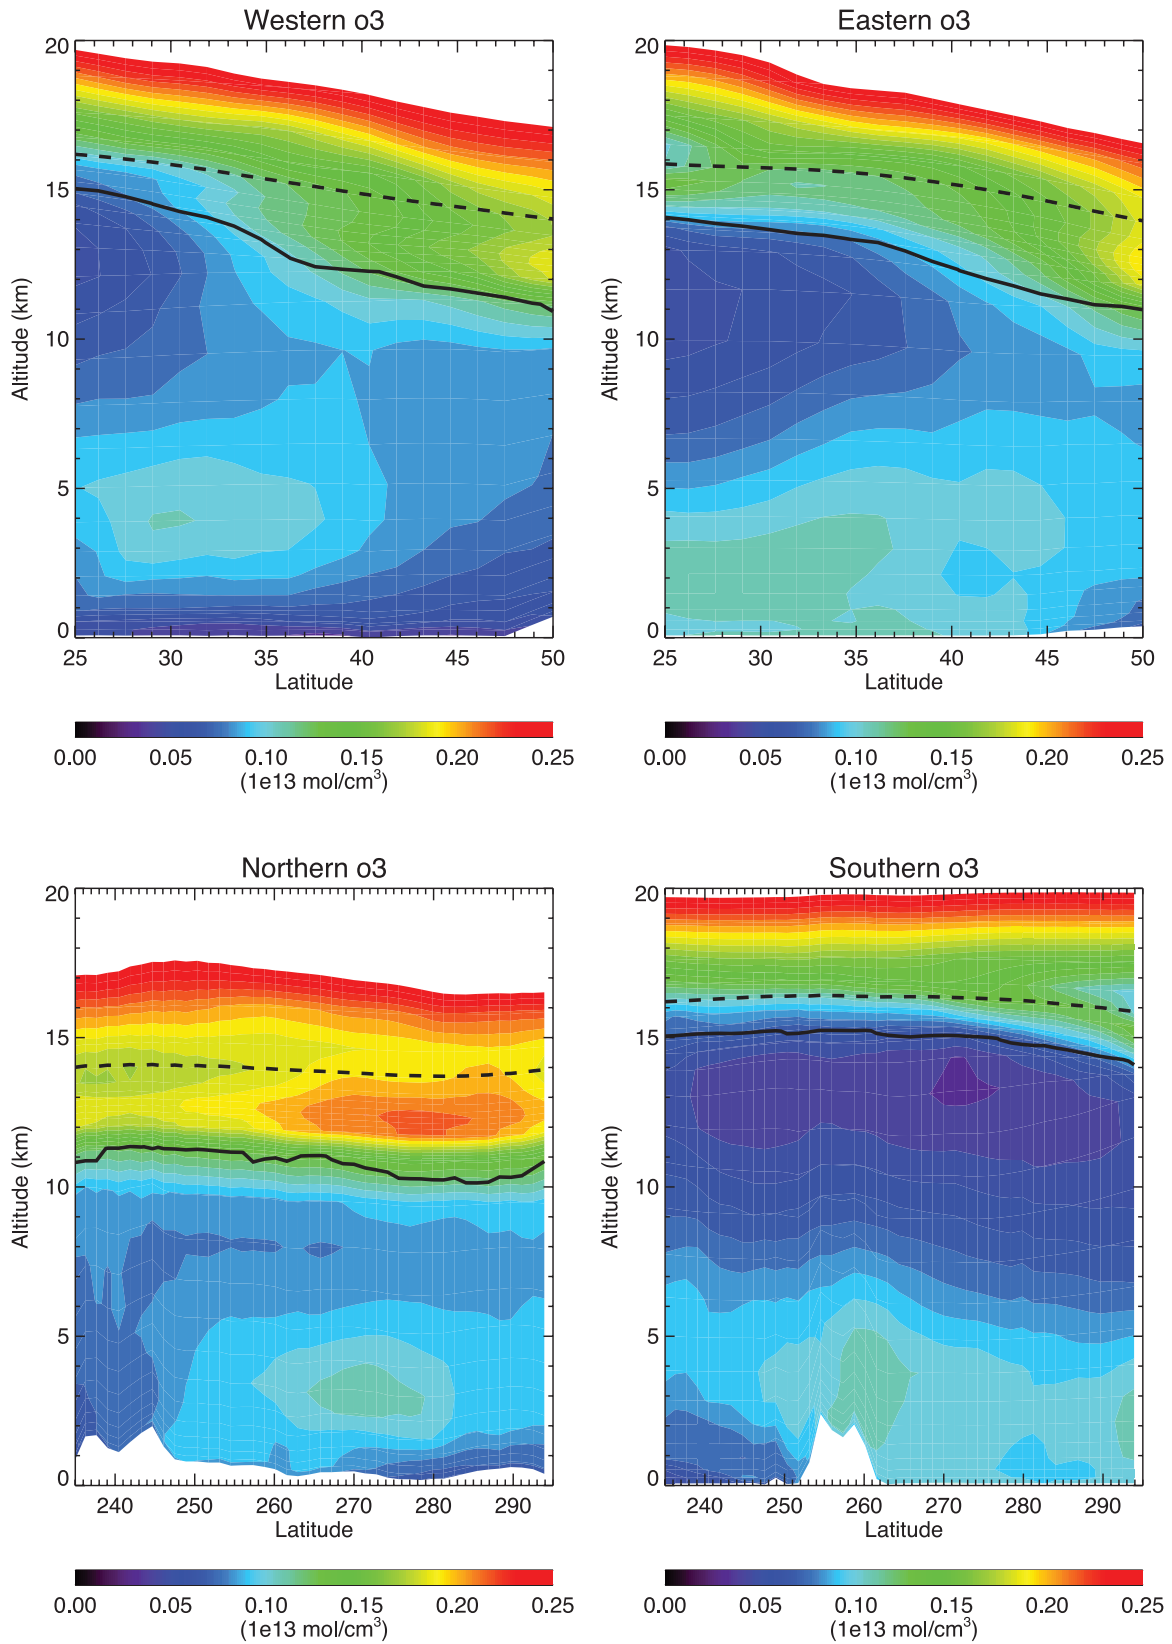 Western o3
20
15
10
5
0
Altitude (km)
25 30 35 40 45 50
Latitude
0.00 0.05 0.10 0.15 0.20 0.25
(1e13 mol/cm³)
Eastern o3
20
15
10
5
0
Altitude (km)
25 30 35 40 45 50
Latitude
0.00 0.05 0.10 0.15 0.20 0.25
(1e13 mol/cm³)
Northern o3
20
15
10
5
0
Altitude (km)
240 250 260 270 280 290
Latitude
0.00 0.05 0.10 0.15 0.20 0.25
(1e13 mol/cm³)
Southern o3
20
15
10
5
0
Altitude (km)
240 250 260 270 280 290
Latitude
0.00 0.05 0.10 0.15 0.20 0.25
(1e13 mol/cm³)